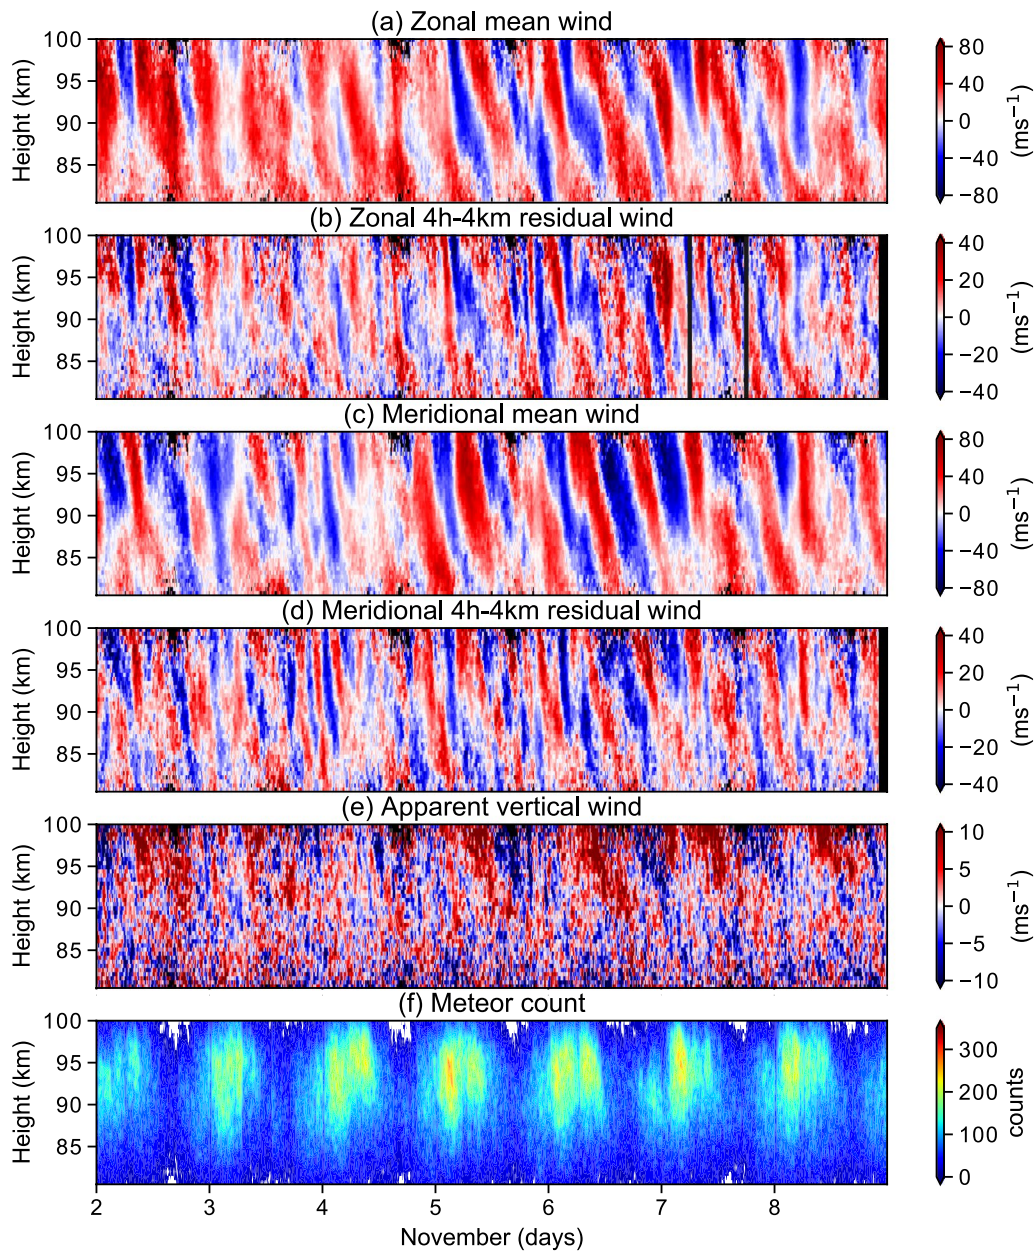 (a) Zonal mean wind
100
95
90
85
Height (km)
80
40
0
−40
−80
(ms−1)
(b) Zonal 4h-4km residual wind
100
95
90
85
Height (km)
40
20
0
−20
−40
(ms−1)
(c) Meridional mean wind
100
95
90
85
Height (km)
80
40
0
−40
−80
(ms−1)
(d) Meridional 4h-4km residual wind
100
95
90
85
Height (km)
40
20
0
−20
−40
(ms−1)
(e) Apparent vertical wind
100
95
90
85
Height (km)
10
5
0
−5
−10
(ms−1)
(f) Meteor count
100
95
90
85
Height (km)
300
200
100
0
counts
2 3 4 5 6 7 8
November (days)